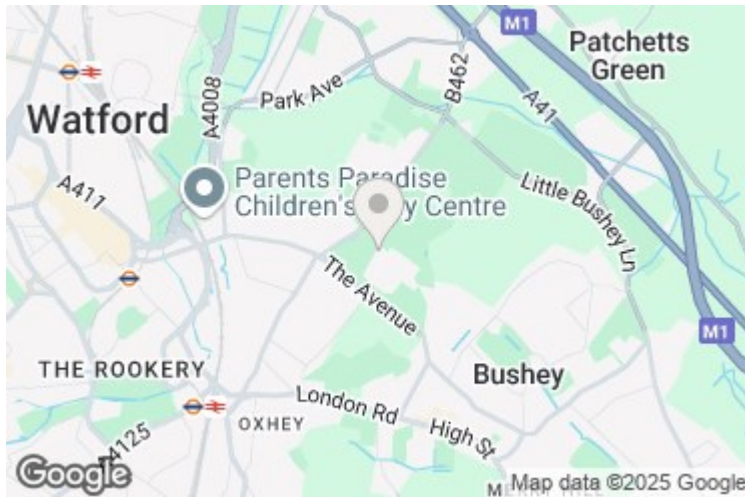 M1
Patchetts
Green
B462
A4008
Park Ave
A41
Watford
Parents Paradise
Children's
Centre
A411
Little Bushey Ln
The Avenue
M1
THE ROOKERY
Bushey
London Rd
OXHEY
High St
A4125
Google
Map data ©2025 Google